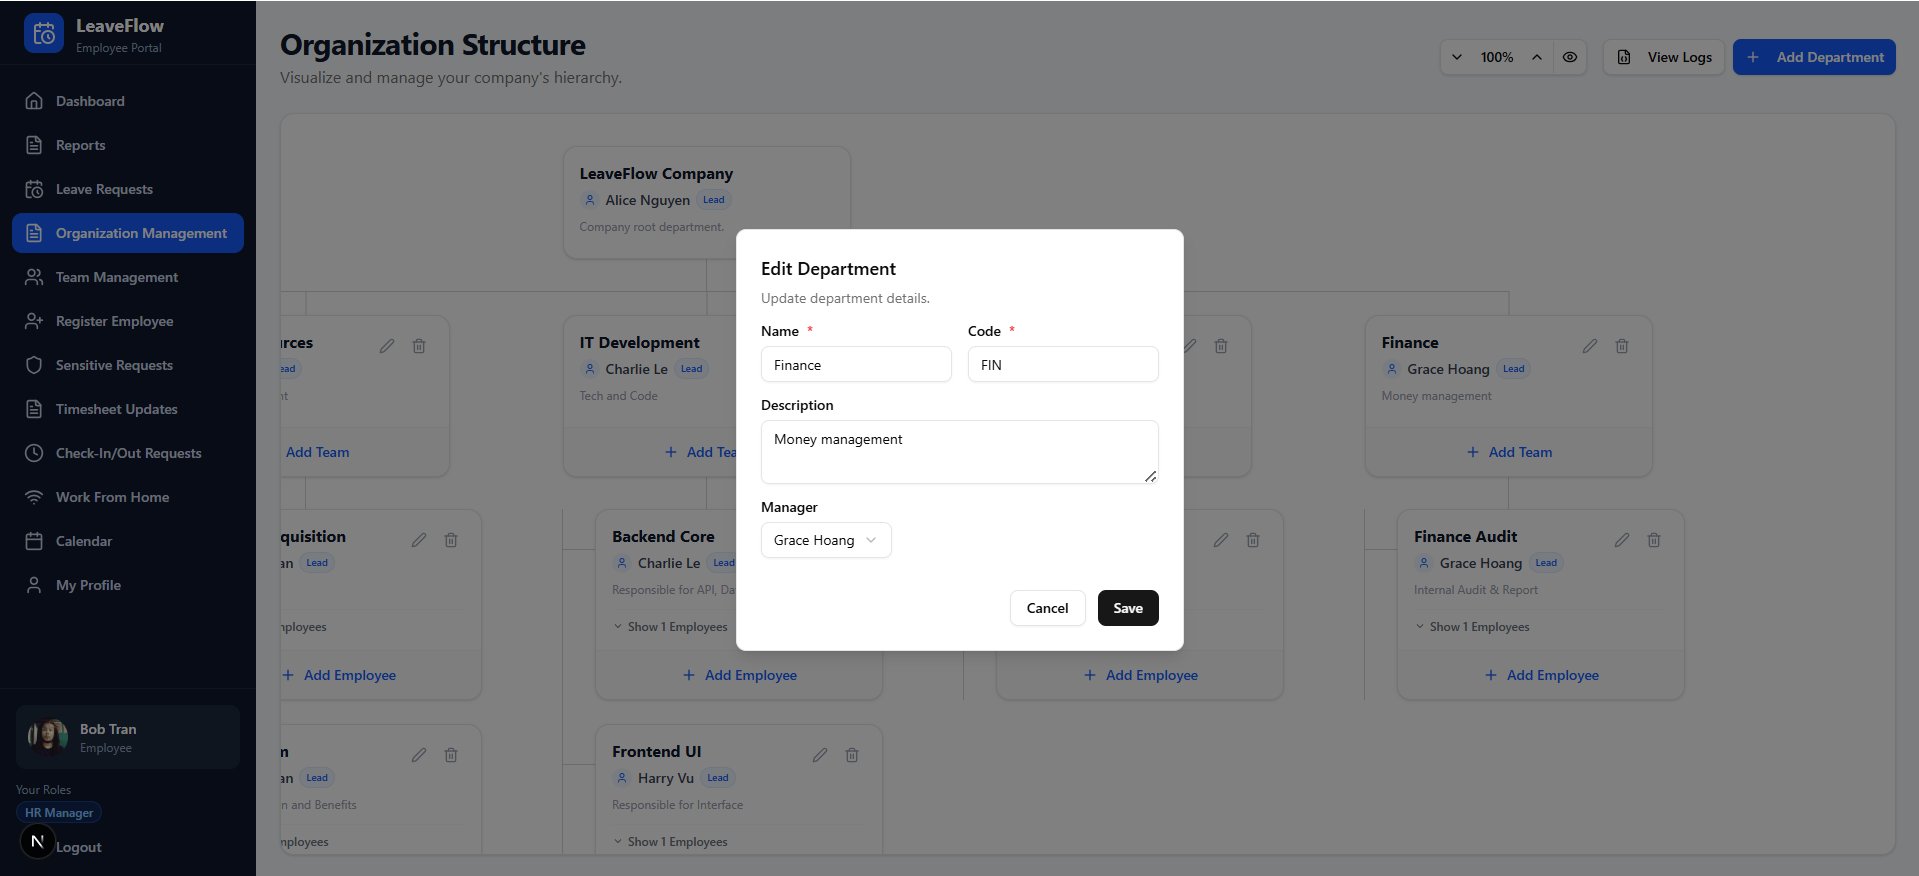 LeaveFlow
Employee Portal
Dashboard
Reports
Leave Requests
Organization Management
Team Management
Register Employee
Sensitive Requests
Timesheet Updates
Check-In/Out Requests
Work From Home
Calendar
My Profile
Bob Tran
Employee
Your Roles
HR Manager
N
Logout
Organization Structure
Visualize and manage your company's hierarchy.
100%
View Logs
+ Add Department
LeaveFlow Company
Alice Nguyen Lead
Company root department.
IT Development
Charlie Le Lead
Tech and Code
+ Add Tea
Add Team
Finance
Grace Hoang Lead
Money management
+ Add Team
quisition
Lead
+ Add Employee
Backend Core
Charlie Le Lead
Responsible for API, Da
Show 1 Employees
+ Add Employee
+ Add Employee
Finance Audit
Grace Hoang Lead
Internal Audit & Report
Show 1 Employees
+ Add Employee
Lead
n and Benefits
Frontend UI
Harry Vu Lead
Responsible for Interface
Show 1 Employees
Edit Department
Update department details.
Name * Code *
Finance FIN
Description
Money management
Manager
Grace Hoang
Cancel Save